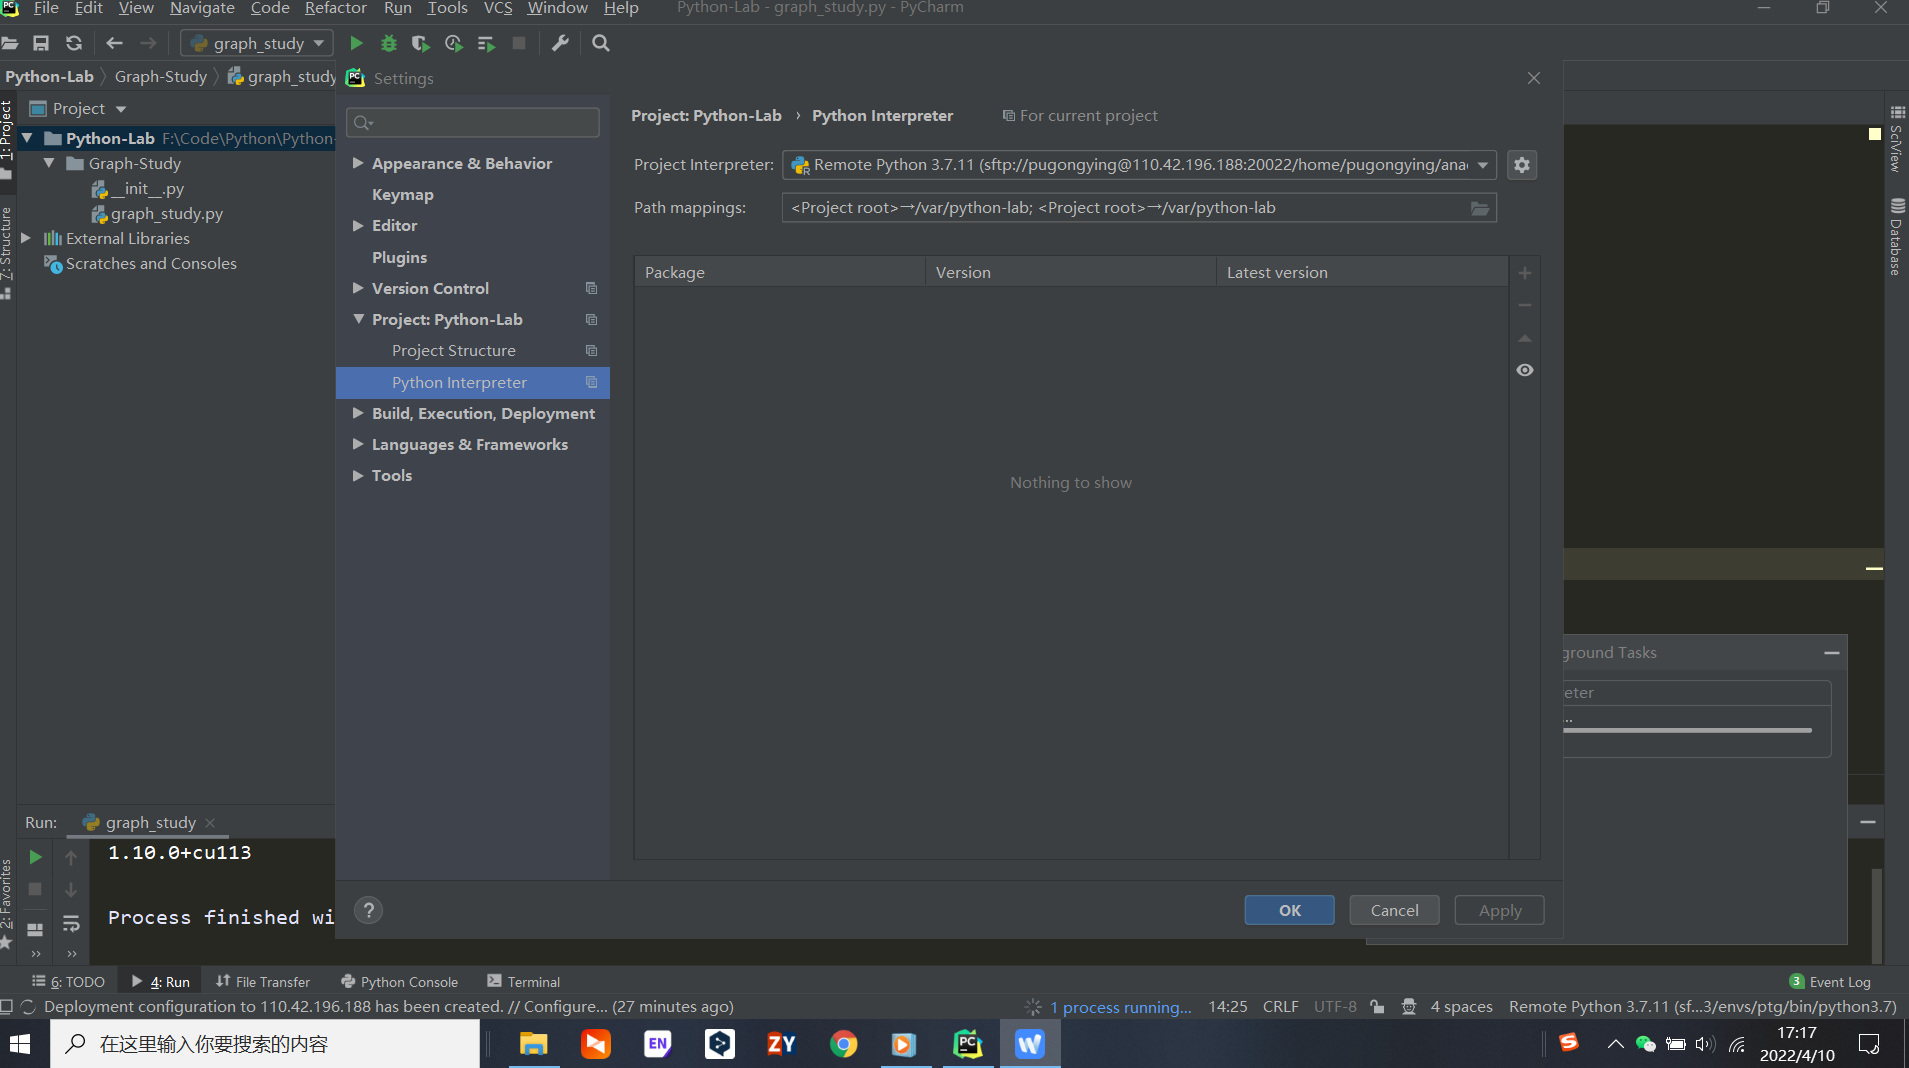 File Edit View Navigate Code Refactor Run Tools VCS Window Help Python-Lab - graph_study.py - PyCharm
graph_study
Python-Lab Graph-Study graph_study
Settings
Project
Python-Lab F:\Code\Python\Python-
Graph-Study
__init__.py
graph_study.py
External Libraries
Scratches and Consoles
1: Project
7: Structure
2: Favorites
Appearance & Behavior
Keymap
Editor
Plugins
Version Control
Project: Python-Lab
Project Structure
Python Interpreter
Build, Execution, Deployment
Languages & Frameworks
Tools
Project: Python-Lab › Python Interpreter For current project
Project Interpreter: Remote Python 3.7.11 (sftp://pugongying@110.42.196.188:20022/home/pugongying/anac
Path mappings: <Project root>→/var/python-lab; <Project root>→/var/python-lab
Package Version Latest version
Nothing to show
?
OK Cancel Apply
SciView
Database
ground Tasks
eter
...
Run: graph_study
1.10.0+cu113
Process finished wi
6: TODO 4: Run File Transfer Python Console Terminal 3 Event Log
Deployment configuration to 110.42.196.188 has been created. // Configure... (27 minutes ago) 1 process running... 14:25 CRLF UTF-8 4 spaces Remote Python 3.7.11 (sf...3/envs/ptg/bin/python3.7)
在这里输入你要搜索的内容 EN ZY PC W S 17:17
2022/4/10